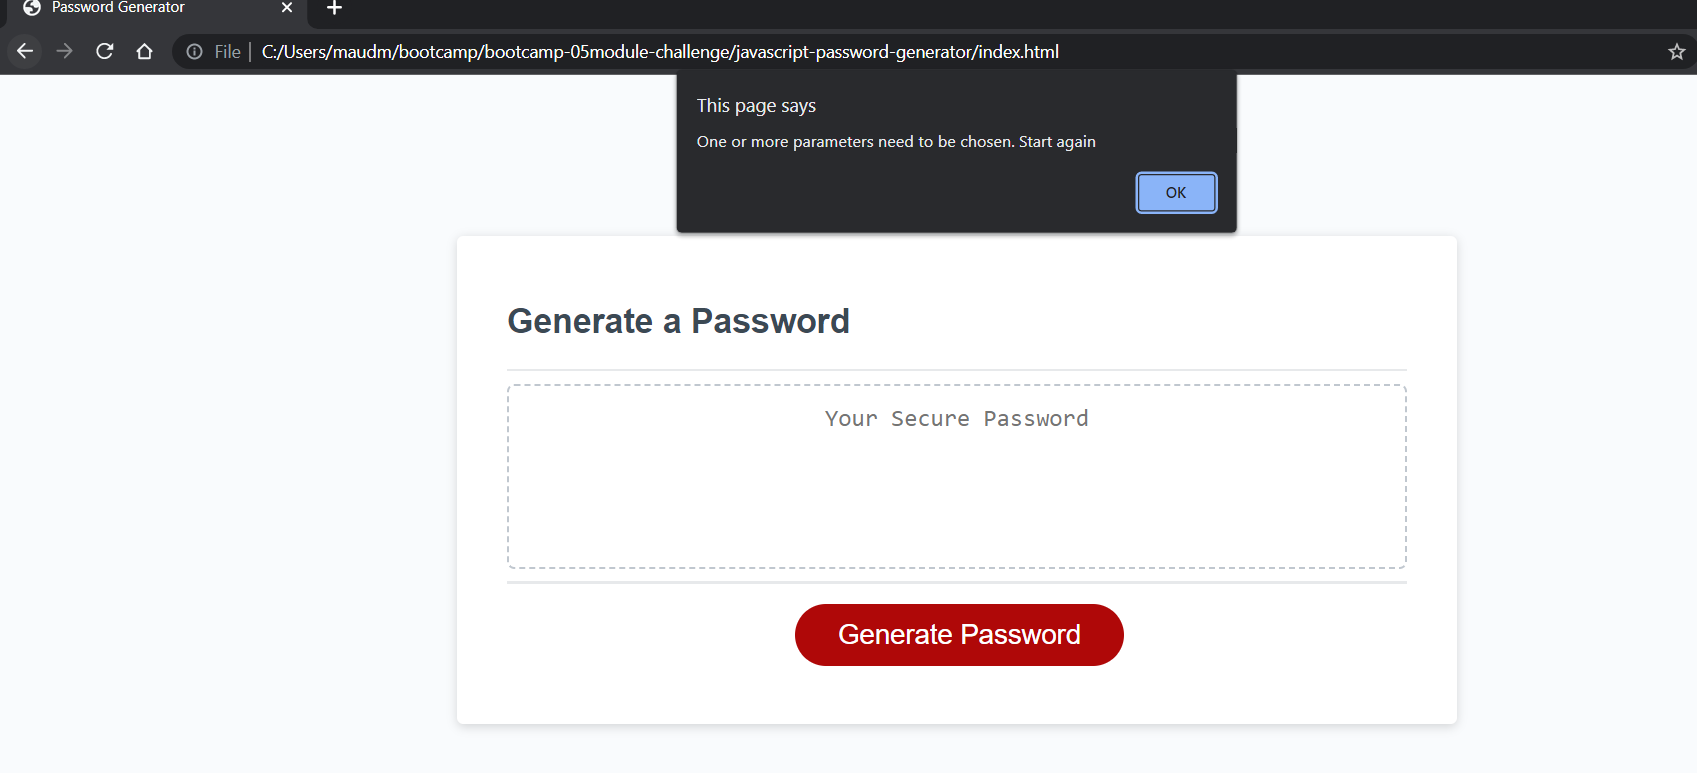 Password Generator
File C:/Users/maudm/bootcamp/bootcamp-05module-challenge/javascript-password-generator/index.html
This page says
One or more parameters need to be chosen. Start again
OK
Generate a Password
Your Secure Password
Generate Password